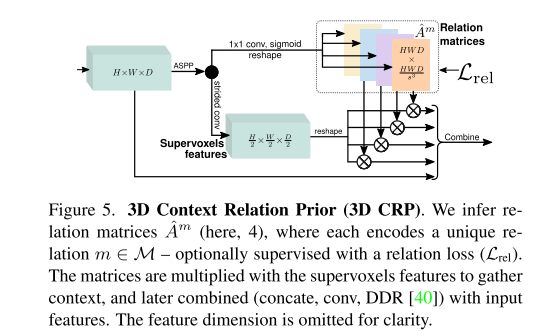 1x1 conv, sigmoid
reshape
Â^m
Relation
matrices
HWD
×
HWD/s³
ℒ_rel
H×W×D
ASPP
strided conv
Supervoxels
features
H/2 × W/2 × D/2
reshape
Combine
Figure 5. 3D Context Relation Prior (3D CRP). We infer re-
lation matrices Â^m (here, 4), where each encodes a unique re-
lation m ∈ ℳ – optionally supervised with a relation loss (ℒ_rel).
The matrices are multiplied with the supervoxels features to gather
context, and later combined (concate, conv, DDR [40]) with input
features. The feature dimension is omitted for clarity.